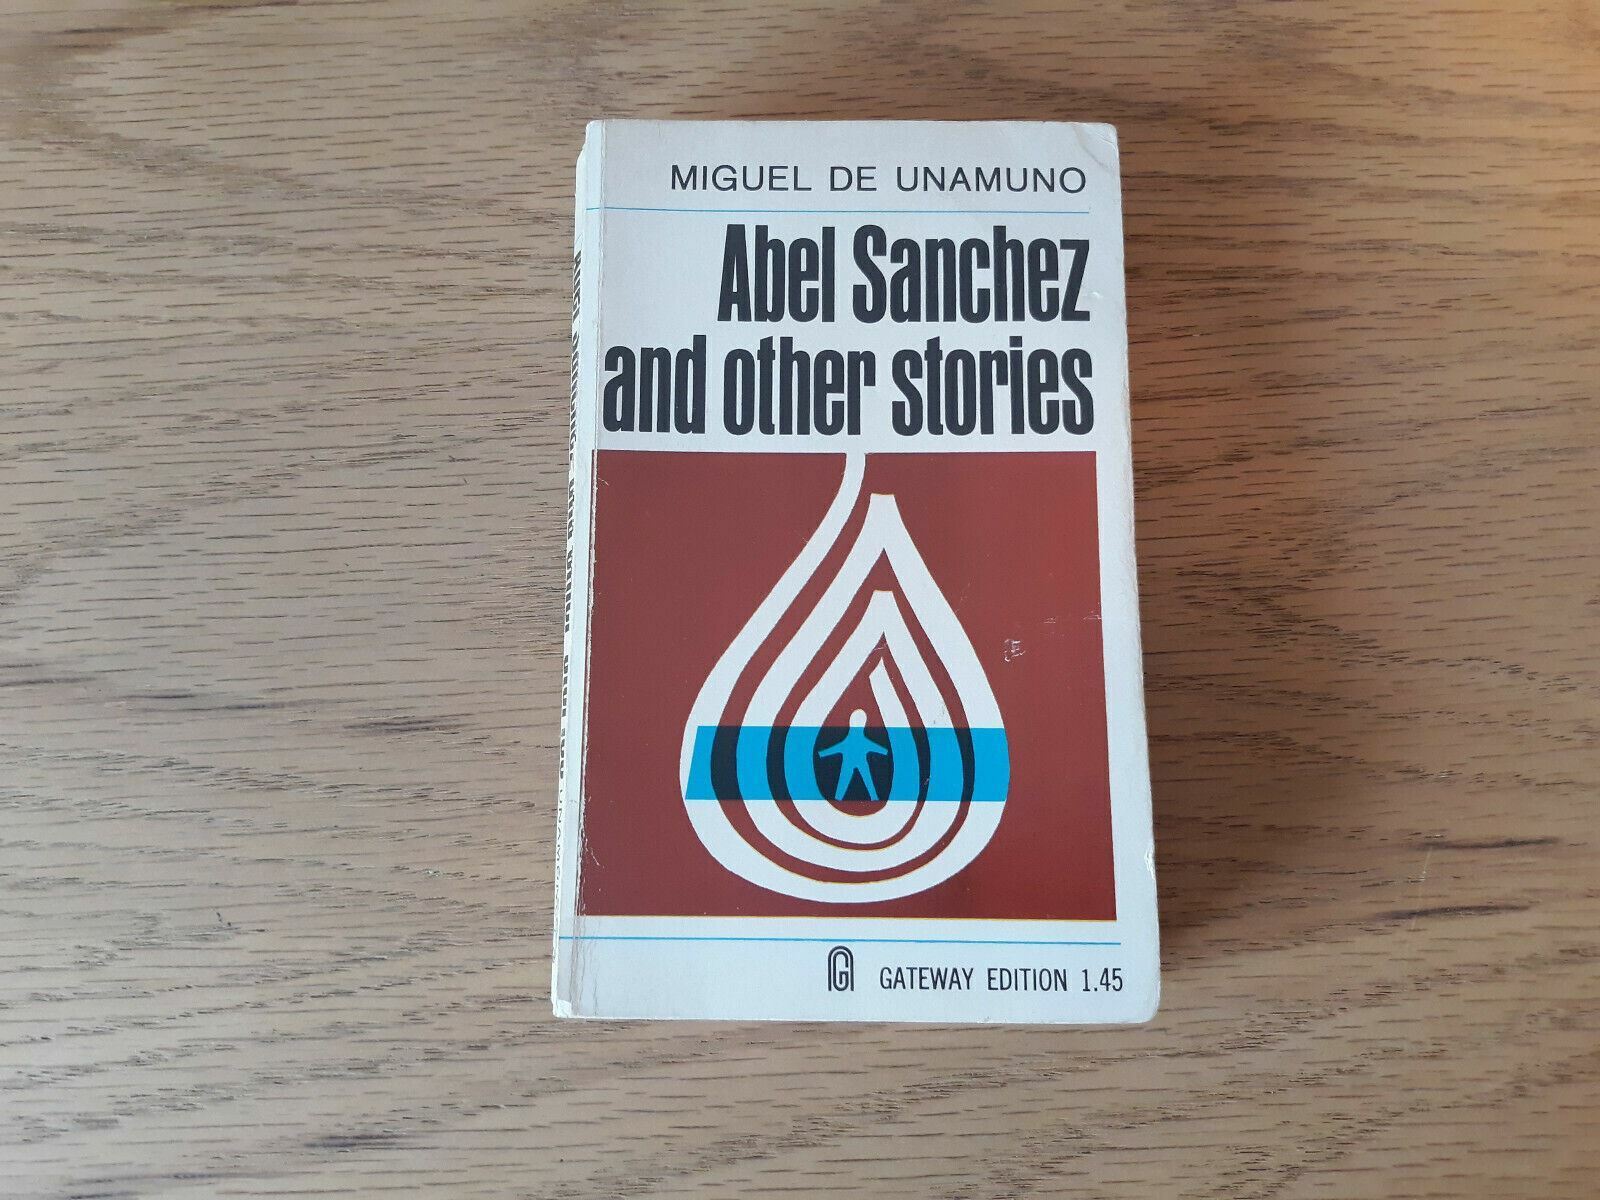 MIGUEL DE UNAMUNO
Abel Sanchez
and other stories
G GATEWAY EDITION 1.45